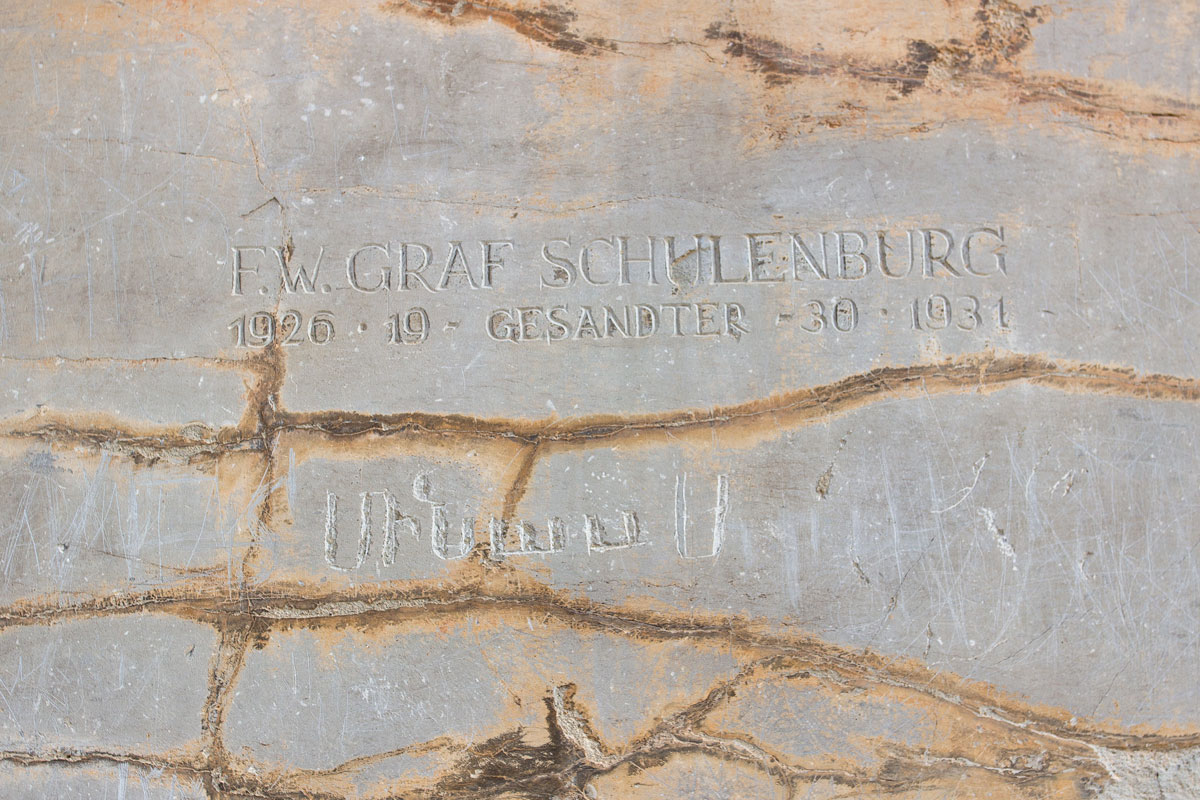 F.W. GRAF SCHULENBURG
1926 · 19 - GESANDTER - 30 · 1931